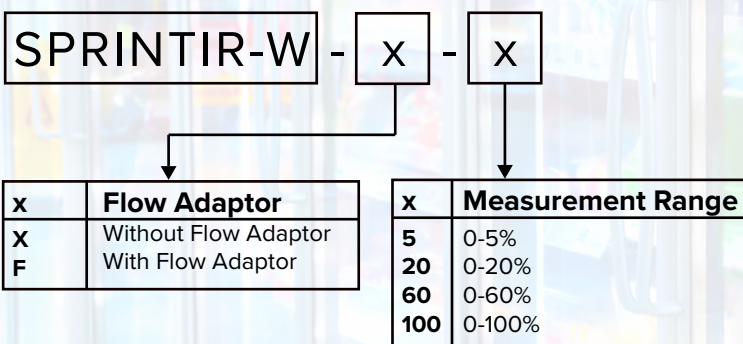 SPRINTIR-W - x - x
x Flow Adaptor
X Without Flow Adaptor
F With Flow Adaptor
x Measurement Range
5 0-5%
20 0-20%
60 0-60%
100 0-100%